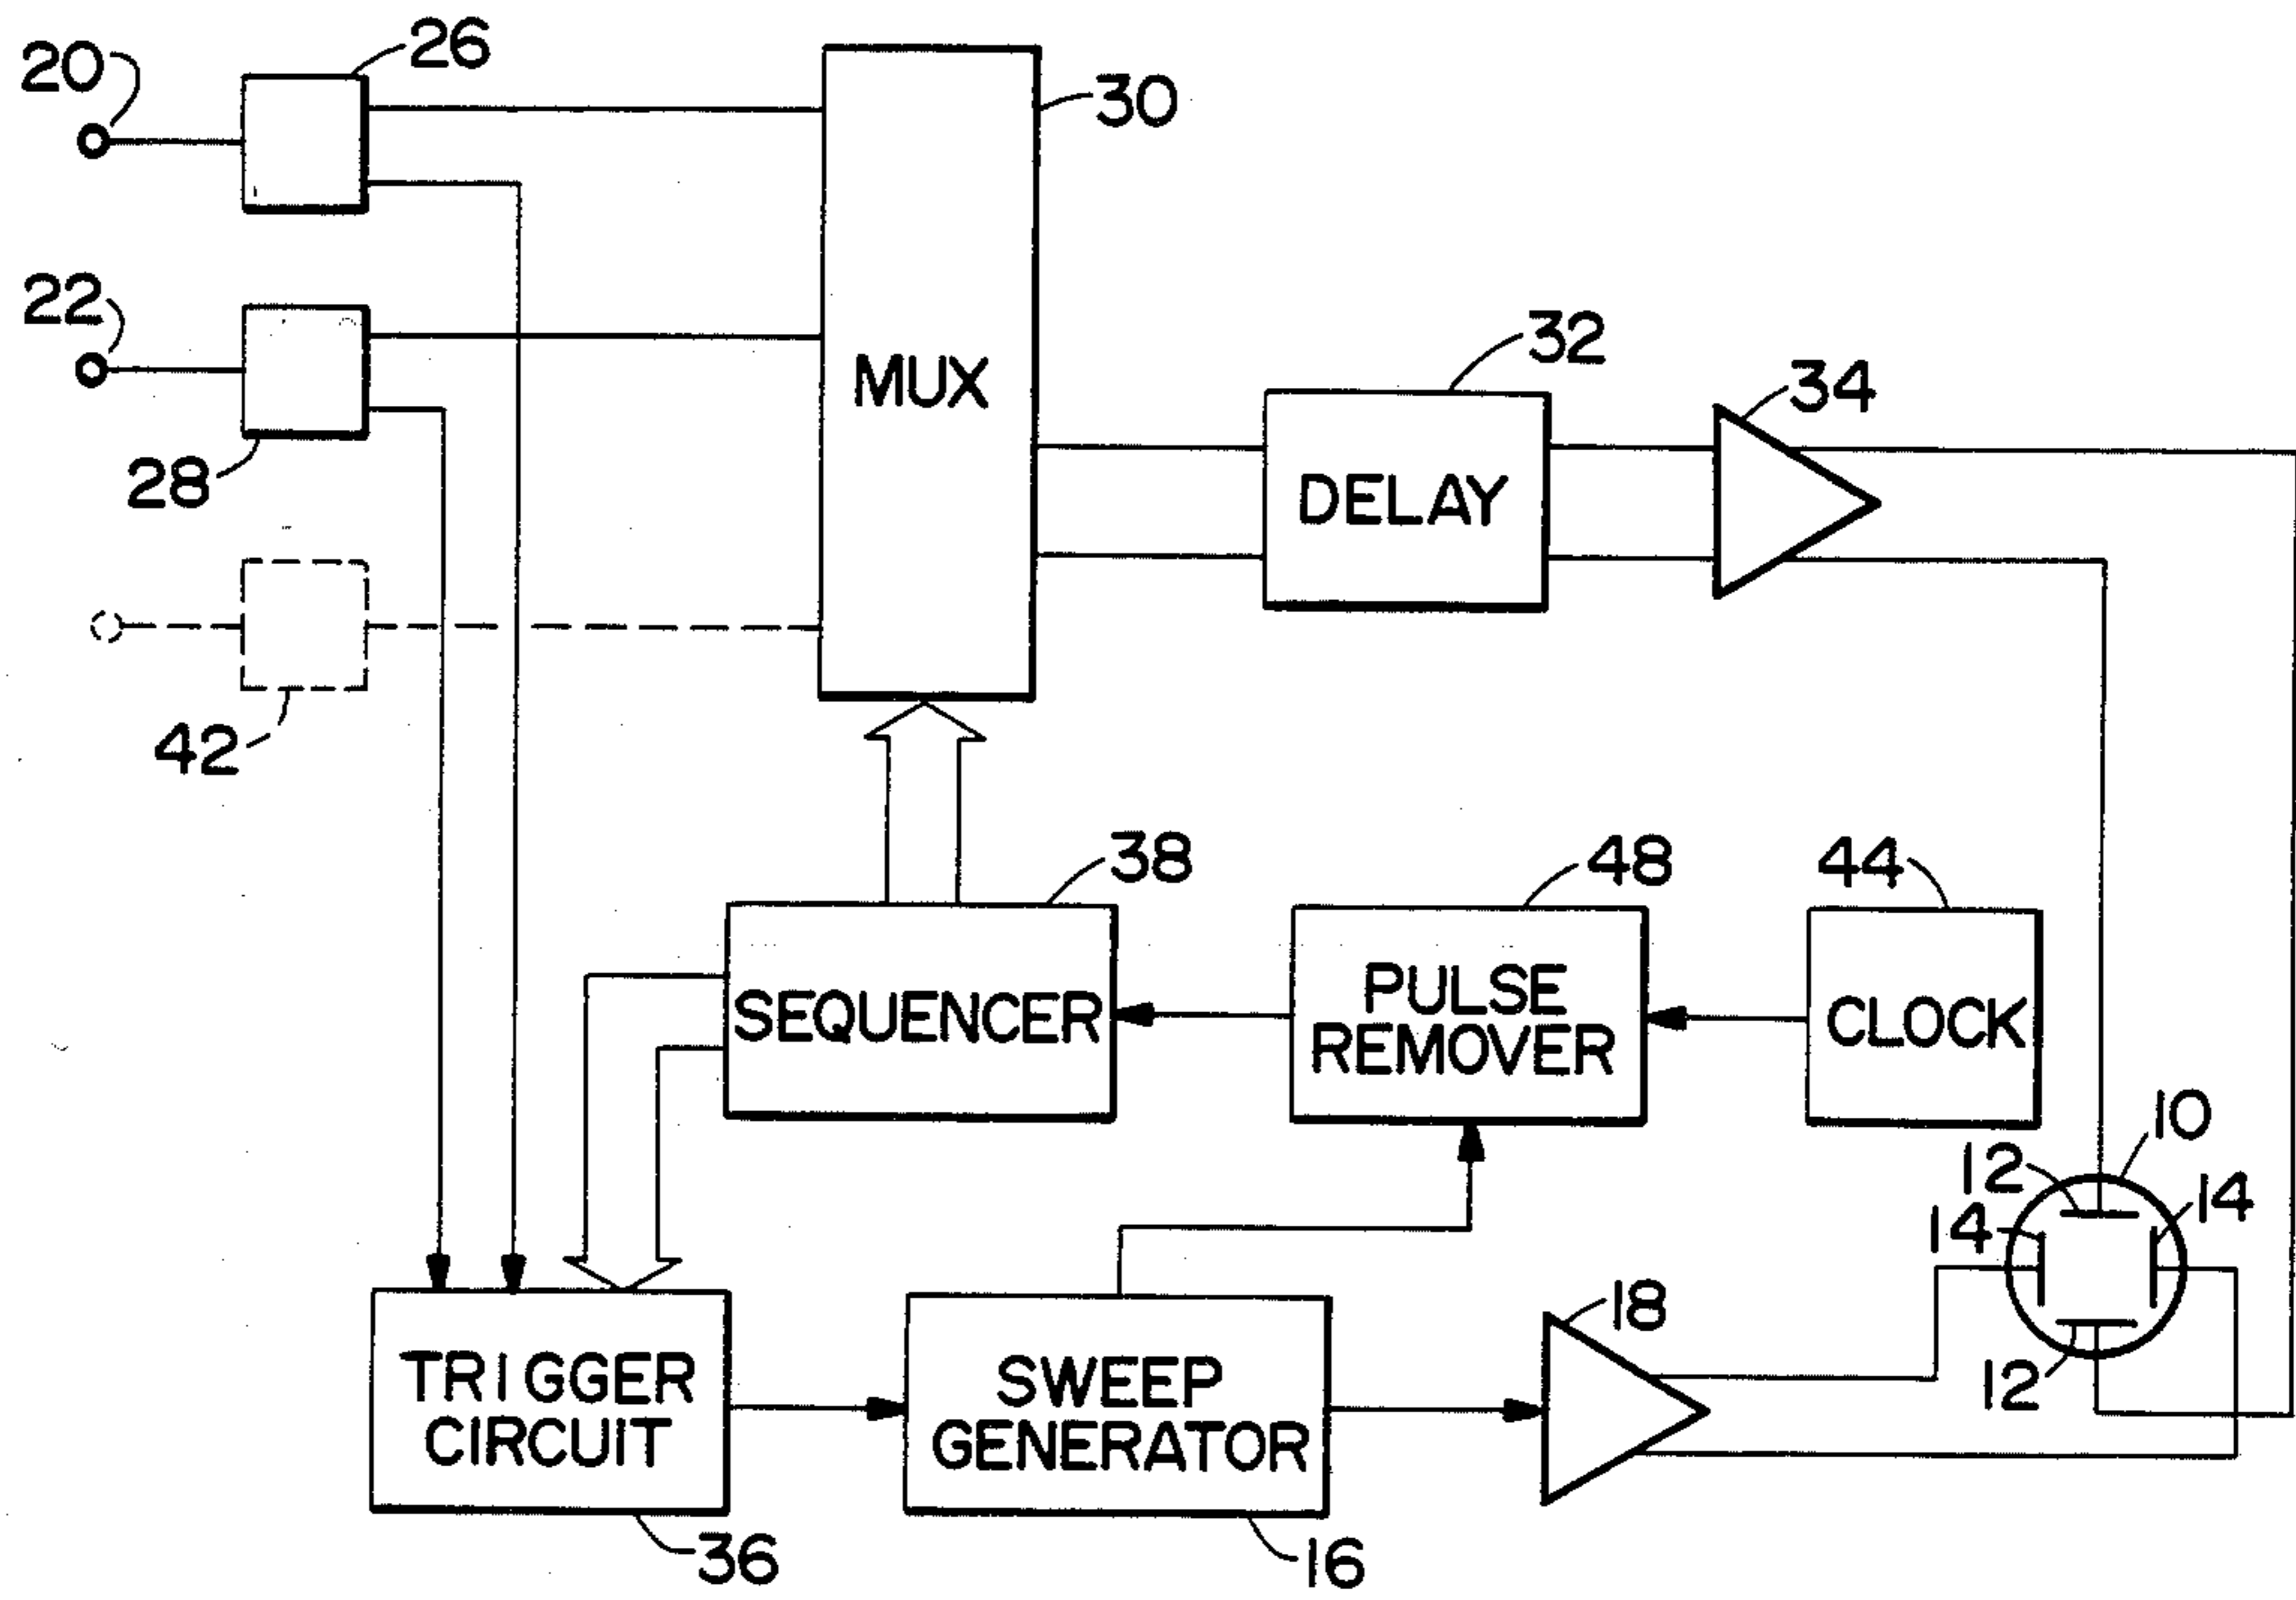 20
26
30
22
28
MUX
32
34
DELAY
42
38
48
44
SEQUENCER
PULSE
REMOVER
CLOCK
10
12
14
14
12
18
TRIGGER
CIRCUIT
SWEEP
GENERATOR
36
16